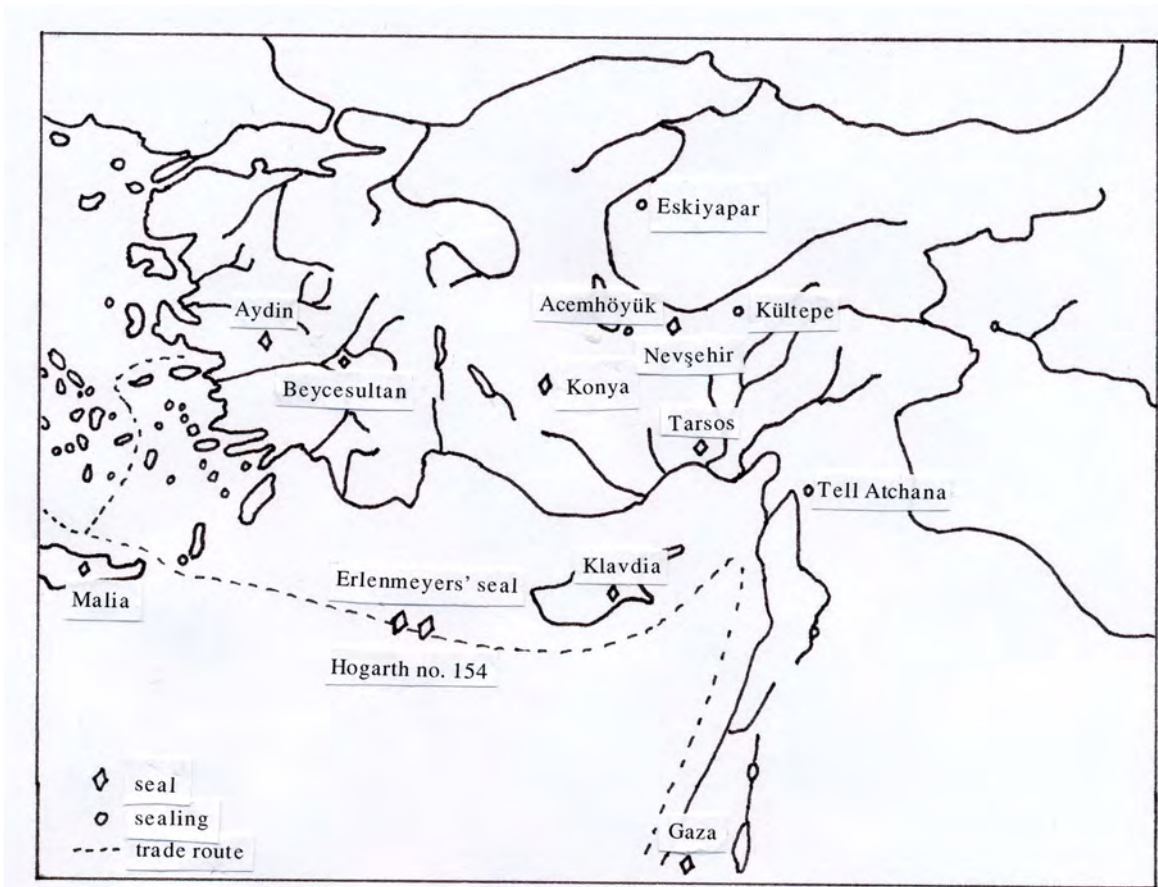 Eskiyapar
Acemhöyük
Kültepe
Aydin
Nevşehir
Beycesultan
Konya
Tarsos
Tell Atchana
Erlenmeyers’ seal
Klavdia
Malia
Hogarth no. 154
seal
sealing
trade route
Gaza